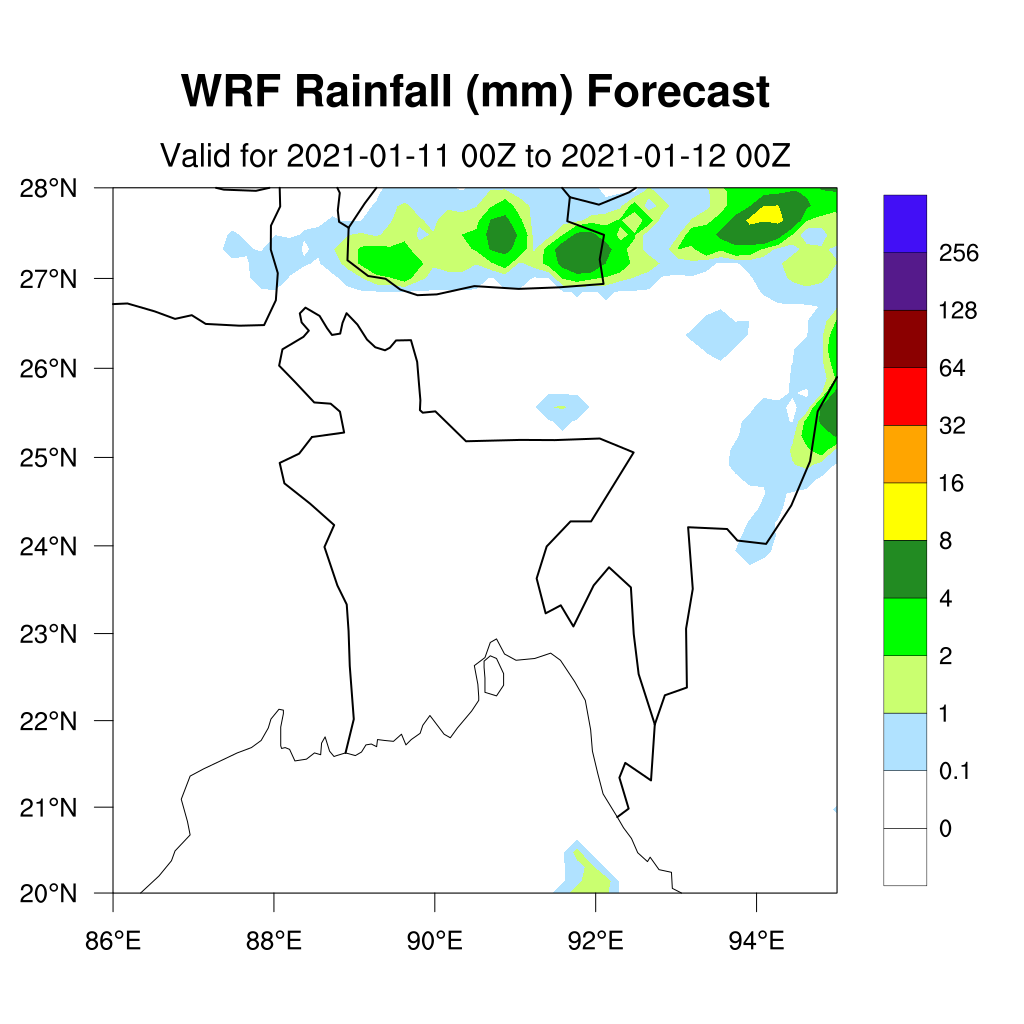 WRF Rainfall (mm) Forecast
Valid for 2021-01-11 00Z to 2021-01-12 00Z
28°N
27°N
26°N
25°N
24°N
23°N
22°N
21°N
20°N
86°E 88°E 90°E 92°E 94°E
256
128
64
32
16
8
4
2
1
0.1
0